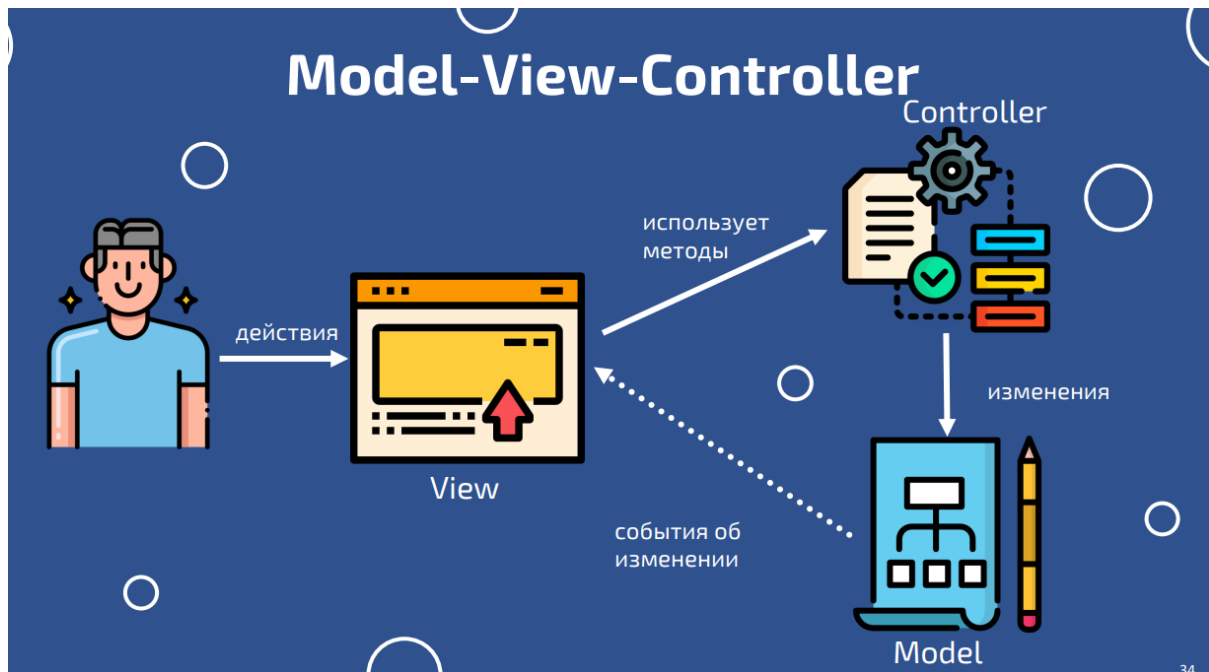 Model-View-Controller
Controller
использует
методы
действия
изменения
View
события об
изменении
Model
34